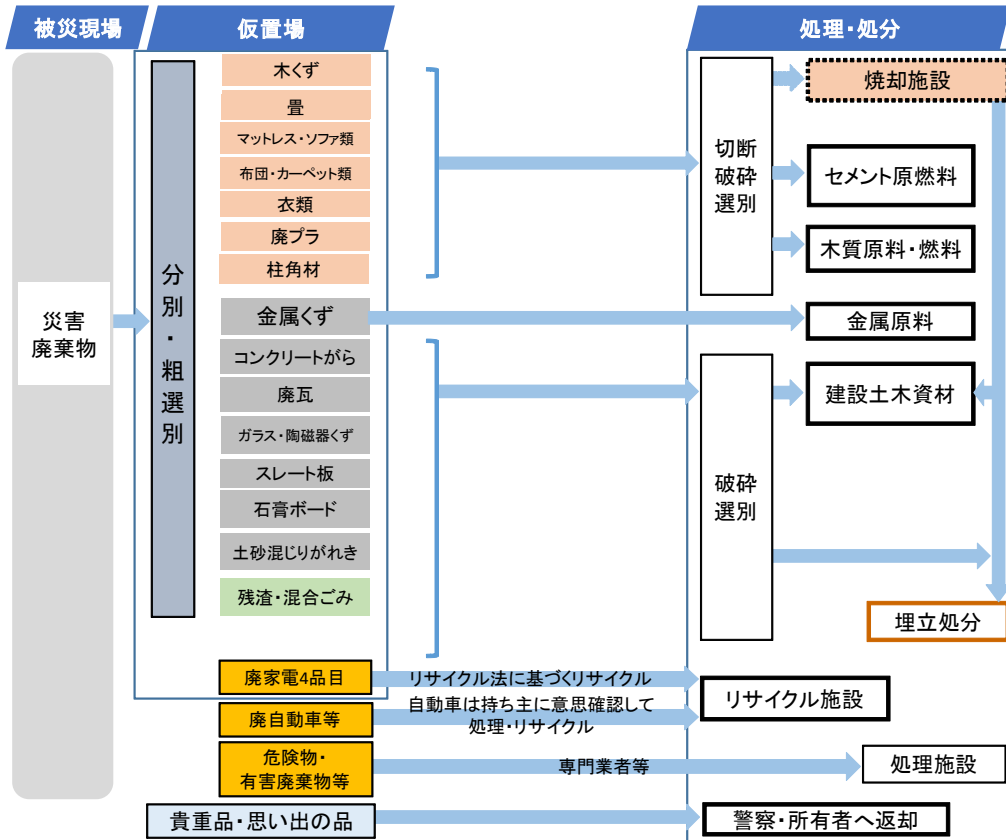 被災現場
仮置場
処理・処分
災害
廃棄物
分別・粗選別
木くず
畳
マットレス・ソファ類
布団・カーペット類
衣類
廃プラ
柱角材
金属くず
コンクリートがら
廃瓦
ガラス・陶磁器くず
スレート板
石膏ボード
土砂混じりがれき
残渣・混合ごみ
廃家電4品目
廃自動車等
危険物・
有害廃棄物等
貴重品・思い出の品
リサイクル法に基づくリサイクル
自動車は持ち主に意思確認して
処理・リサイクル
専門業者等
切断
破砕
選別
破砕
選別
焼却施設
セメント原燃料
木質原料・燃料
金属原料
建設土木資材
埋立処分
リサイクル施設
処理施設
警察・所有者へ返却